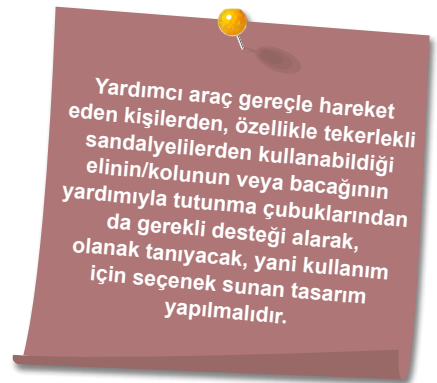 Yardımcı araç gereçle hareket
eden kişilerden, özellikle tekerlekli
sandalyelilerden kullanabildiği
elinin/kolunun veya bacağının
yardımıyla tutunma çubuklarından
da gerekli desteği alarak,
olanak tanıyacak, yani kullanım
için seçenek sunan tasarım
yapılmalıdır.